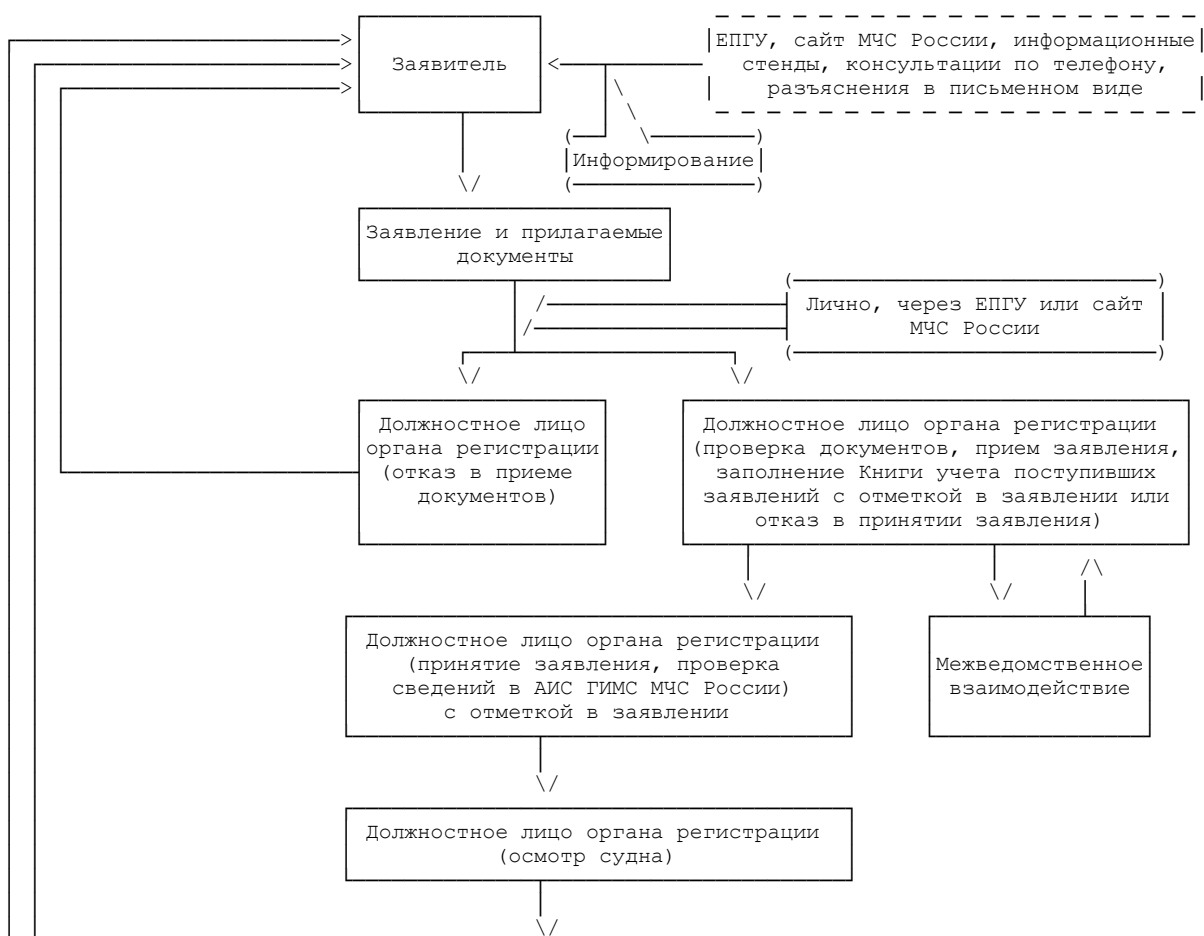 ЕПГУ, сайт МЧС России, информационные
стенды, консультации по телефону,
разъяснения в письменном виде
Заявитель
Информирование
Заявление и прилагаемые
документы
Лично, через ЕПГУ или сайт
МЧС России
Должностное лицо
органа регистрации
(отказ в приеме
документов)
Должностное лицо органа регистрации
(проверка документов, прием заявления,
заполнение Книги учета поступивших
заявлений с отметкой в заявлении или
отказ в принятии заявления)
Должностное лицо органа регистрации
(принятие заявления, проверка
сведений в АИС ГИМС МЧС России)
с отметкой в заявлении
Межведомственное
взаимодействие
Должностное лицо органа регистрации
(осмотр судна)